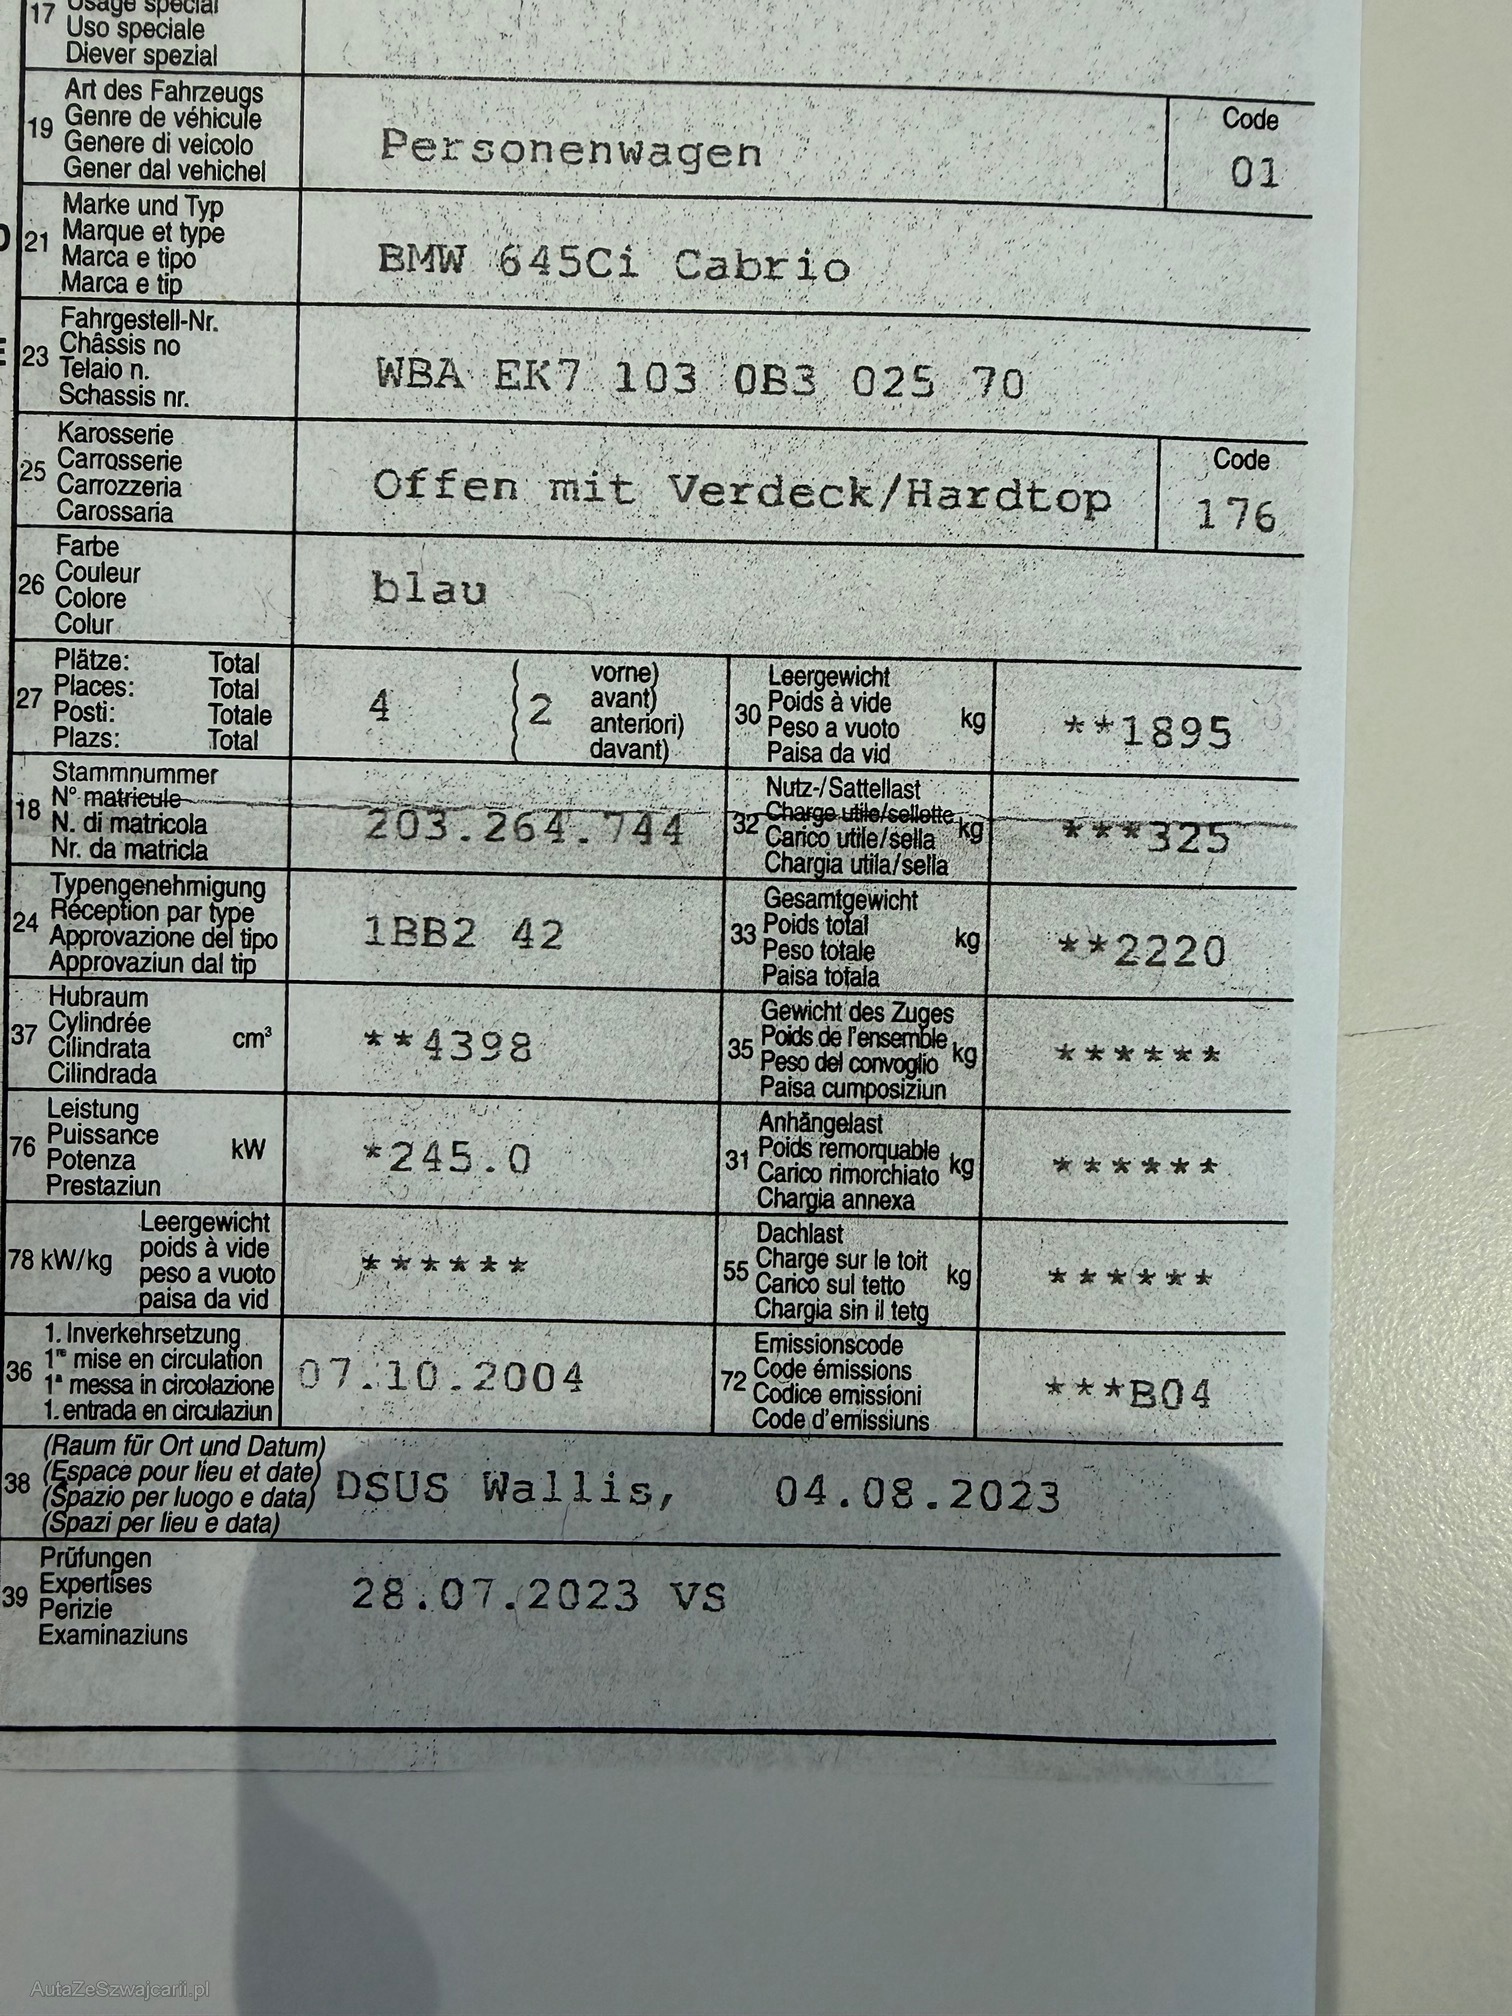 17 Usage spécial
Uso speciale
Diever spezial
19 Art des Fahrzeugs
Genre de véhicule
Genere di veicolo
Gener dal vehichel
Personenwagen
Code
01
21 Marke und Typ
Marque et type
Marca e tipo
Marca e tip
BMW 645Ci Cabrio
23 Fahrgestell-Nr.
Châssis no
Telaio n.
Schassis nr.
WBA EK7 103 0B3 025 70
25 Karosserie
Carrosserie
Carrozzeria
Carossaria
Offen mit Verdeck/Hardtop
Code
176
26 Farbe
Couleur
Colore
Colur
blau
27 Plätze: Total
Places: Total
Posti: Totale
Plazs: Total
4 ( 2 vorne)
avant)
anteriori)
davant)
30 Leergewicht
Poids à vide
Peso a vuoto
Paisa da vid
kg
**1895
18 Stammnummer
N° matricule
N. di matricola
Nr. da matricla
203.264.744
32 Nutz-/Sattellast
Charge utile/sellette
Carico utile/sella
Chargia utila/sella
kg
***325
24 Typengenehmigung
Réception par type
Approvazione del tipo
Approvaziun dal tip
1BB2 42
33 Gesamtgewicht
Poids total
Peso totale
Paisa totala
kg
**2220
37 Hubraum
Cylindrée
Cilindrata
Cilindrada
cm³
**4398
35 Gewicht des Zuges
Poids de l'ensemble
Peso del convoglio
Paisa cumposiziun
kg
******
76 Leistung
Puissance
Potenza
Prestaziun
kW
*245.0
31 Anhängelast
Poids remorquable
Carico rimorchiato
Chargia annexa
kg
******
78 kW/kg Leergewicht
poids à vide
peso a vuoto
paisa da vid
******
55 Dachlast
Charge sur le toit
Carico sul tetto
Chargia sin il tetg
kg
******
36 1. Inverkehrsetzung
1re mise en circulation
1a messa in circolazione
1. entrada en circulaziun
07.10.2004
72 Emissionscode
Code émissions
Codice emissioni
Code d'emissiuns
***B04
38 (Raum für Ort und Datum)
(Espace pour lieu et date)
(Spazio per luogo e data)
(Spazi per lieu e data)
DSUS Wallis, 04.08.2023
39 Prüfungen
Expertises
Perizie
Examinaziuns
28.07.2023 VS
AutaZeSzwajcarii.pl